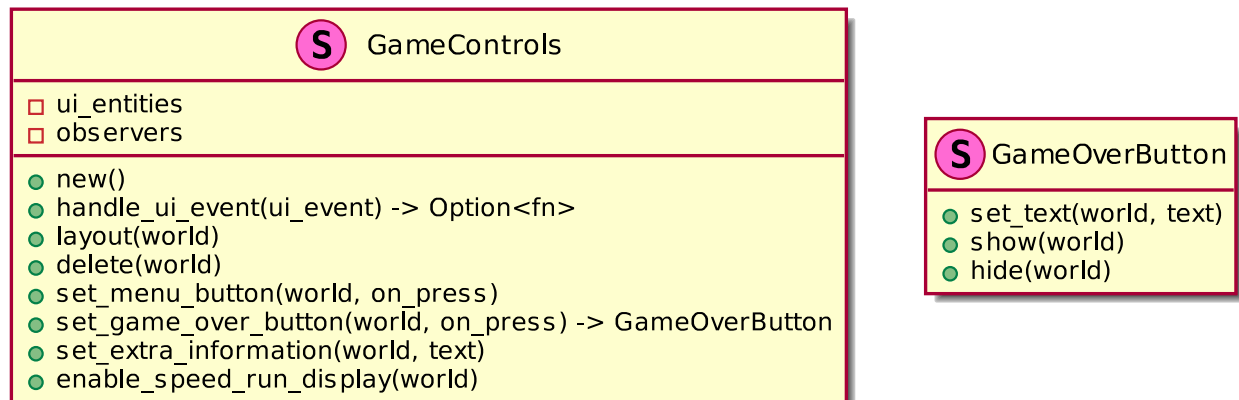 S GameControls
ui_entities
observers
new()
handle_ui_event(ui_event) -> Option<fn>
layout(world)
delete(world)
set_menu_button(world, on_press)
set_game_over_button(world, on_press) -> GameOverButton
set_extra_information(world, text)
enable_speed_run_display(world)
S GameOverButton
set_text(world, text)
show(world)
hide(world)